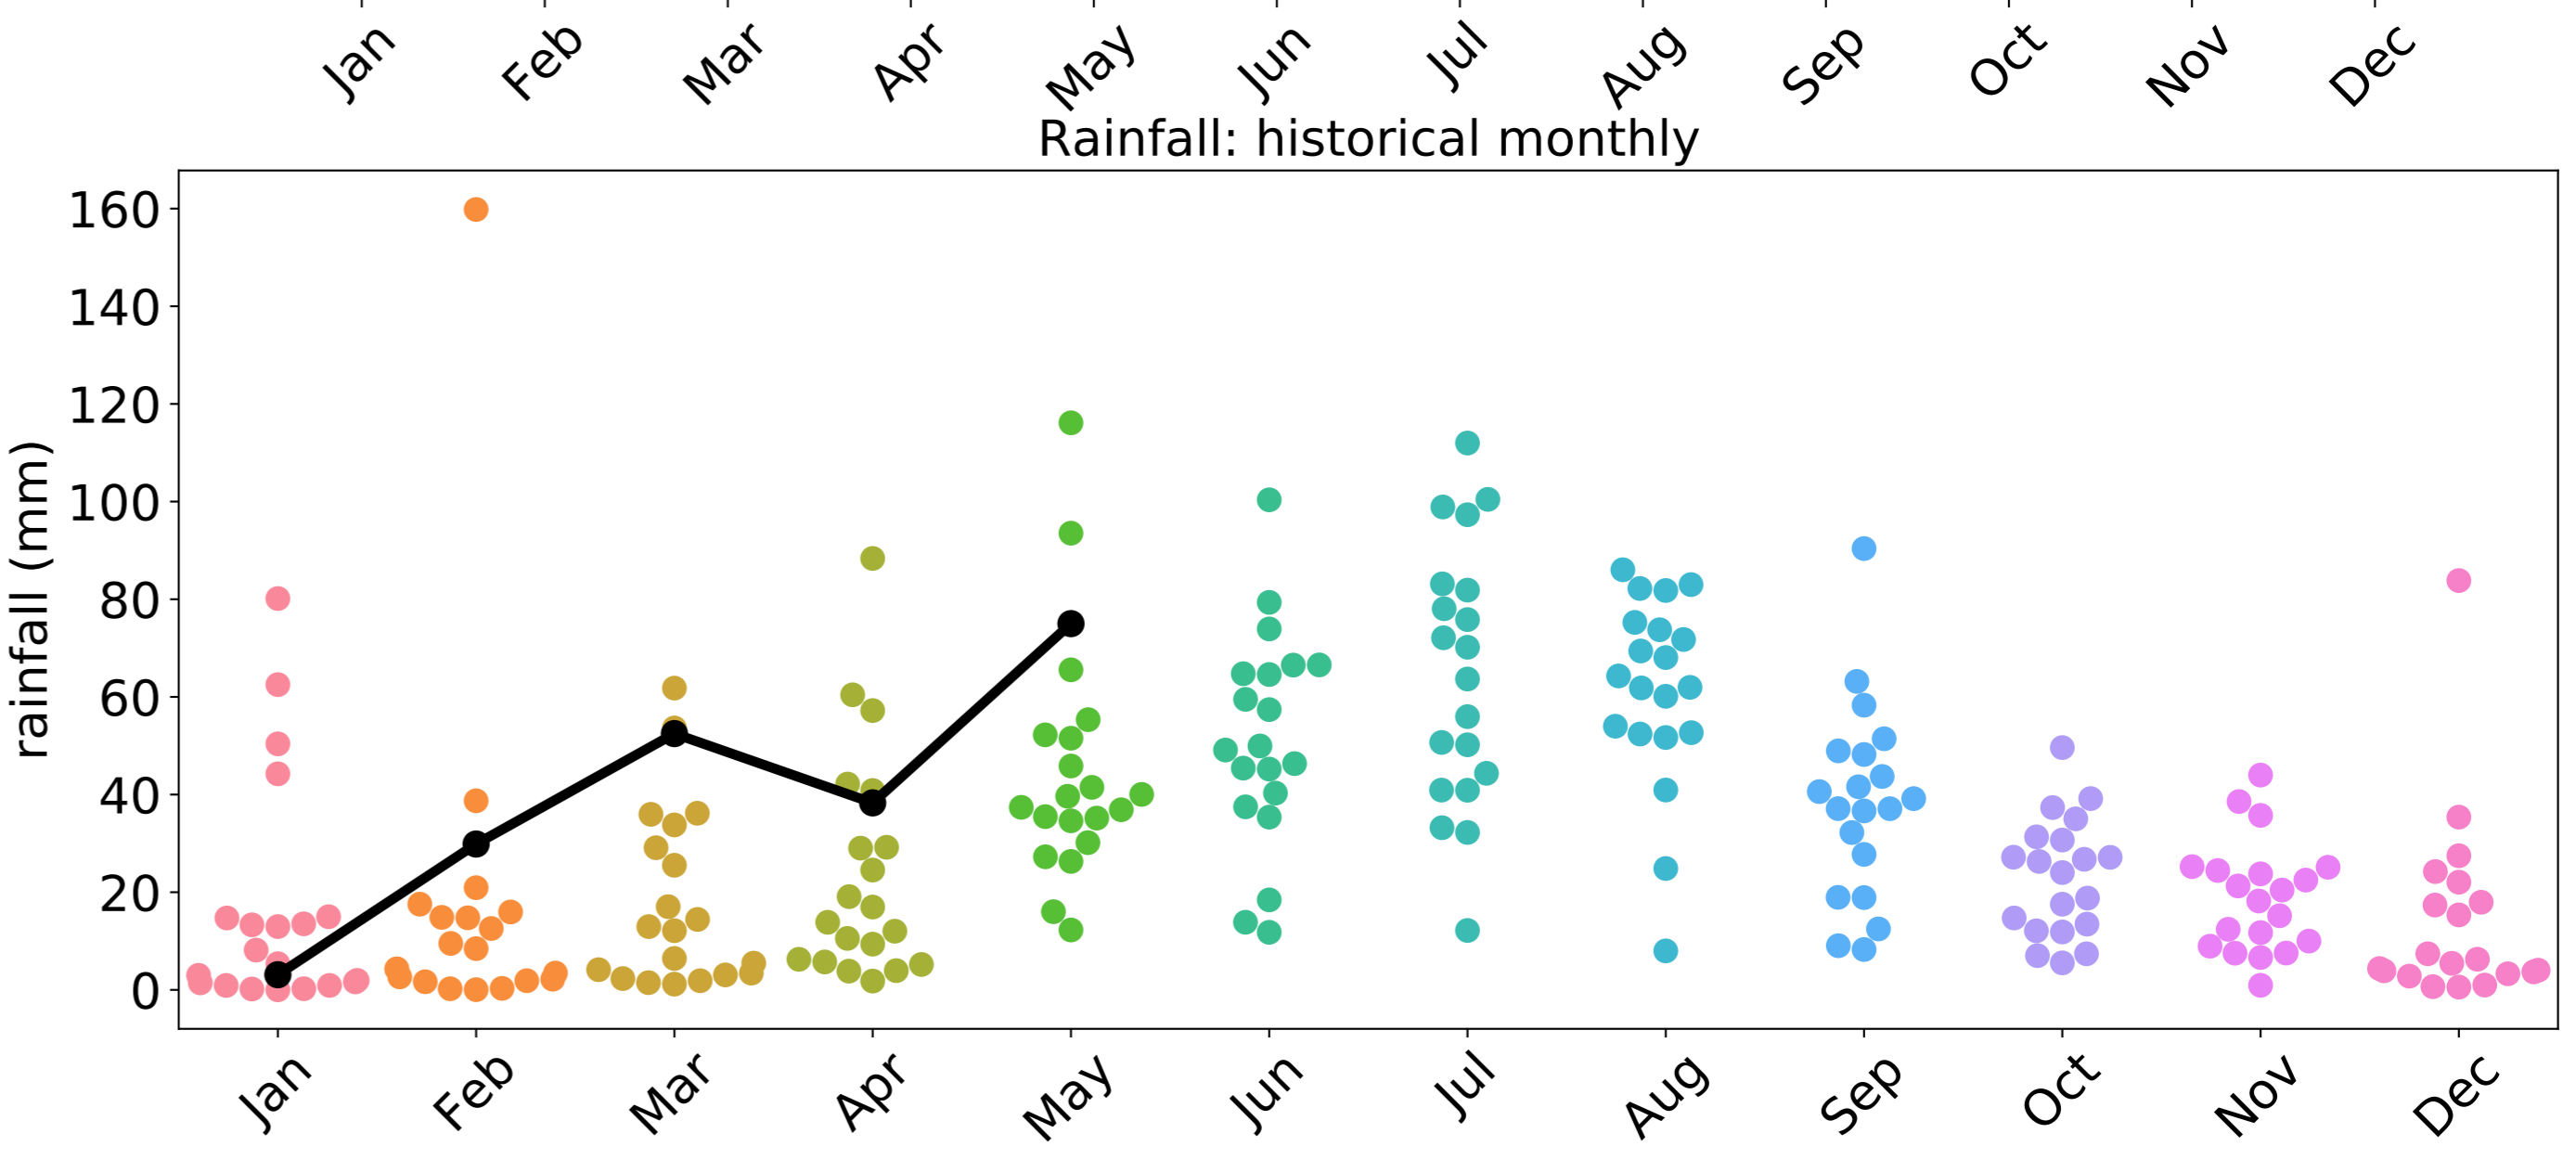 Jan Feb Mar Apr May Jun Jul Aug Sep Oct Nov Dec
Rainfall: historical monthly
rainfall (mm)
160
140
120
100
80
60
40
20
0
Jan Feb Mar Apr May Jun Jul Aug Sep Oct Nov Dec